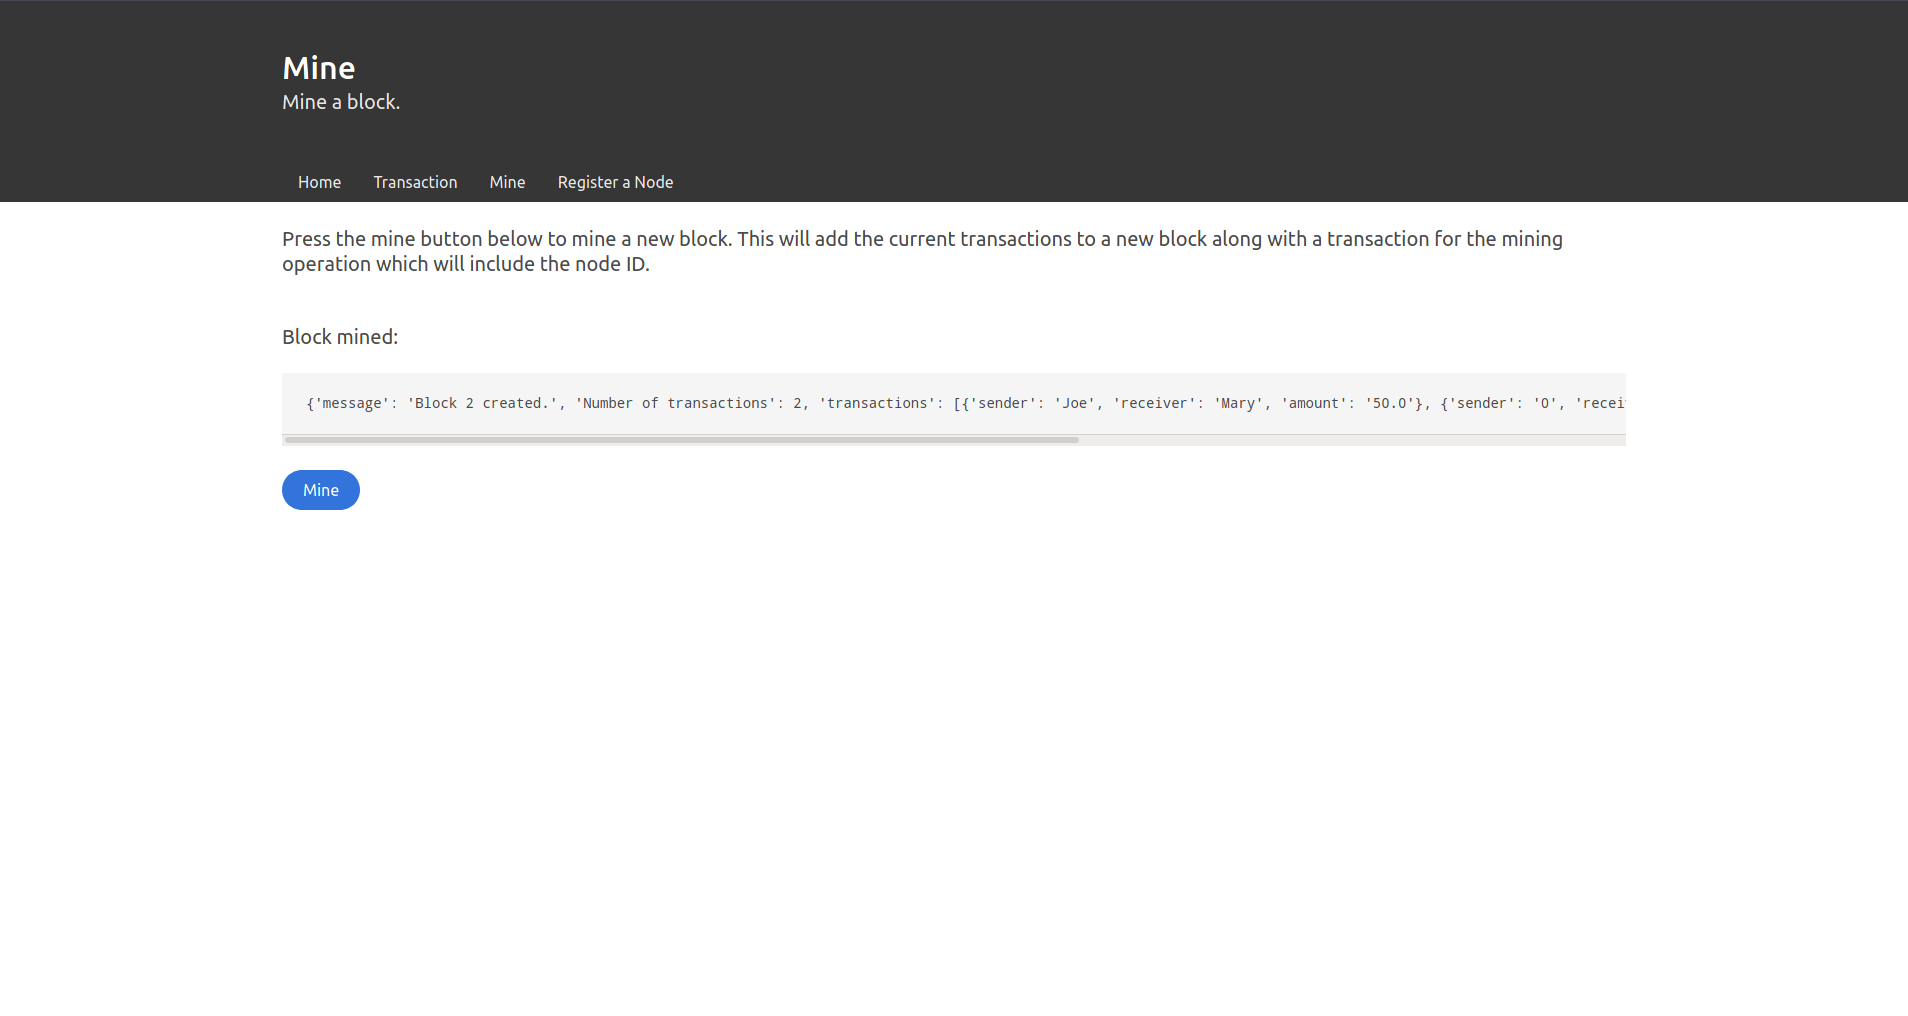 Mine
Mine a block.
Home Transaction Mine Register a Node
Press the mine button below to mine a new block. This will add the current transactions to a new block along with a transaction for the mining
operation which will include the node ID.
Block mined:
{'message': 'Block 2 created.', 'Number of transactions': 2, 'transactions': [{'sender': 'Joe', 'receiver': 'Mary', 'amount': '50.0'}, {'sender': '0', 'recei
Mine